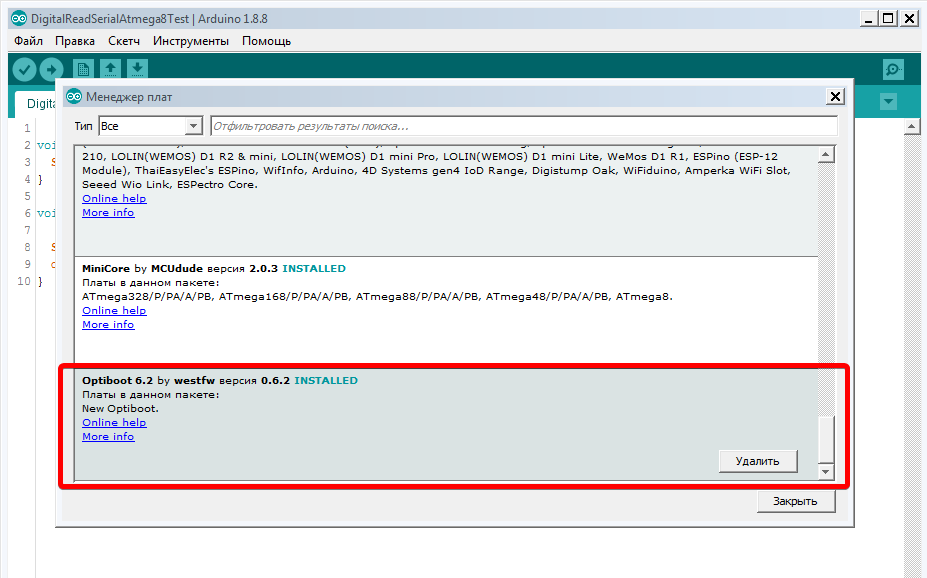 DigitalReadSerialAtmega8Test | Arduino 1.8.8
Файл Правка Скетч Инструменты Помощь
Digita
Менеджер плат
Тип Все Отфильтровать результаты поиска...
1
2 voi
3 S
4 }
5
6 voi
7
8 S
9 d
10 }
210, LOLIN(WEMOS) D1 R2 & mini, LOLIN(WEMOS) D1 mini Pro, LOLIN(WEMOS) D1 mini Lite, WeMos D1 R1, ESPino (ESP-12
Module), ThaiEasyElec's ESPino, WifInfo, Arduino, 4D Systems gen4 IoD Range, Digistump Oak, WiFiduino, Amperka WiFi Slot,
Seeed Wio Link, ESPectro Core.
Online help
More info
MiniCore by MCUdude версия 2.0.3 INSTALLED
Платы в данном пакете:
ATmega328/P/PA/A/PB, ATmega168/P/PA/A/PB, ATmega88/P/PA/A/PB, ATmega48/P/PA/A/PB, ATmega8.
Online help
More info
Optiboot 6.2 by westfw версия 0.6.2 INSTALLED
Платы в данном пакете:
New Optiboot.
Online help
More info
Удалить
Закрыть